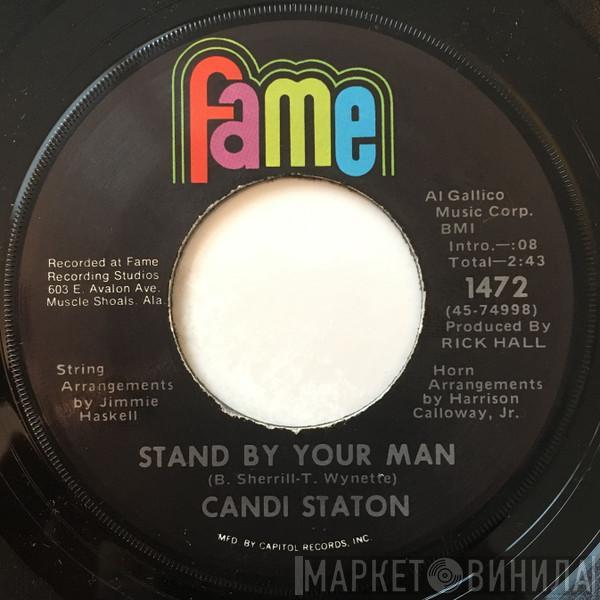 fame
Al Gallico
Music Corp.
BMI
Intro.—:08
Total—2:43
1472
(45-74998)
Produced By
RICK HALL
Recorded at Fame
Recording Studios
603 E. Avalon Ave.
Muscle Shoals, Ala.
String
Arrangements
by Jimmie
Haskell
Horn
Arrangements
by Harrison
Calloway, Jr.
STAND BY YOUR MAN
(B. Sherrill-T. Wynette)
CANDI STATON
MFD. BY CAPITOL RECORDS, INC.
МАРКЕТ ВИНИЛА